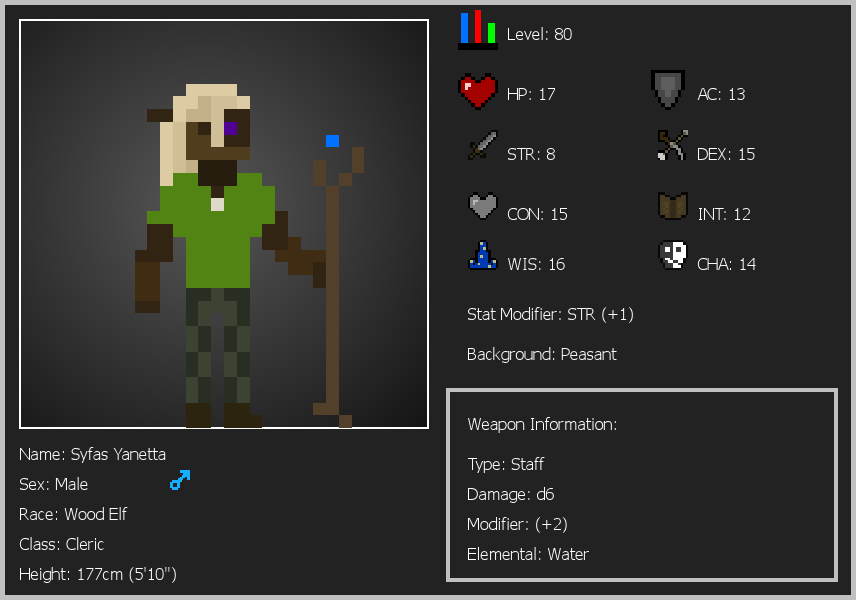 Level: 80
HP: 17
AC: 13
STR: 8
DEX: 15
CON: 15
INT: 12
WIS: 16
CHA: 14
Stat Modifier: STR (+1)
Background: Peasant
Weapon Information:
Type: Staff
Damage: d6
Modifier: (+2)
Elemental: Water
Name: Syfas Yanetta
Sex: Male
Race: Wood Elf
Class: Cleric
Height: 177cm (5'10")